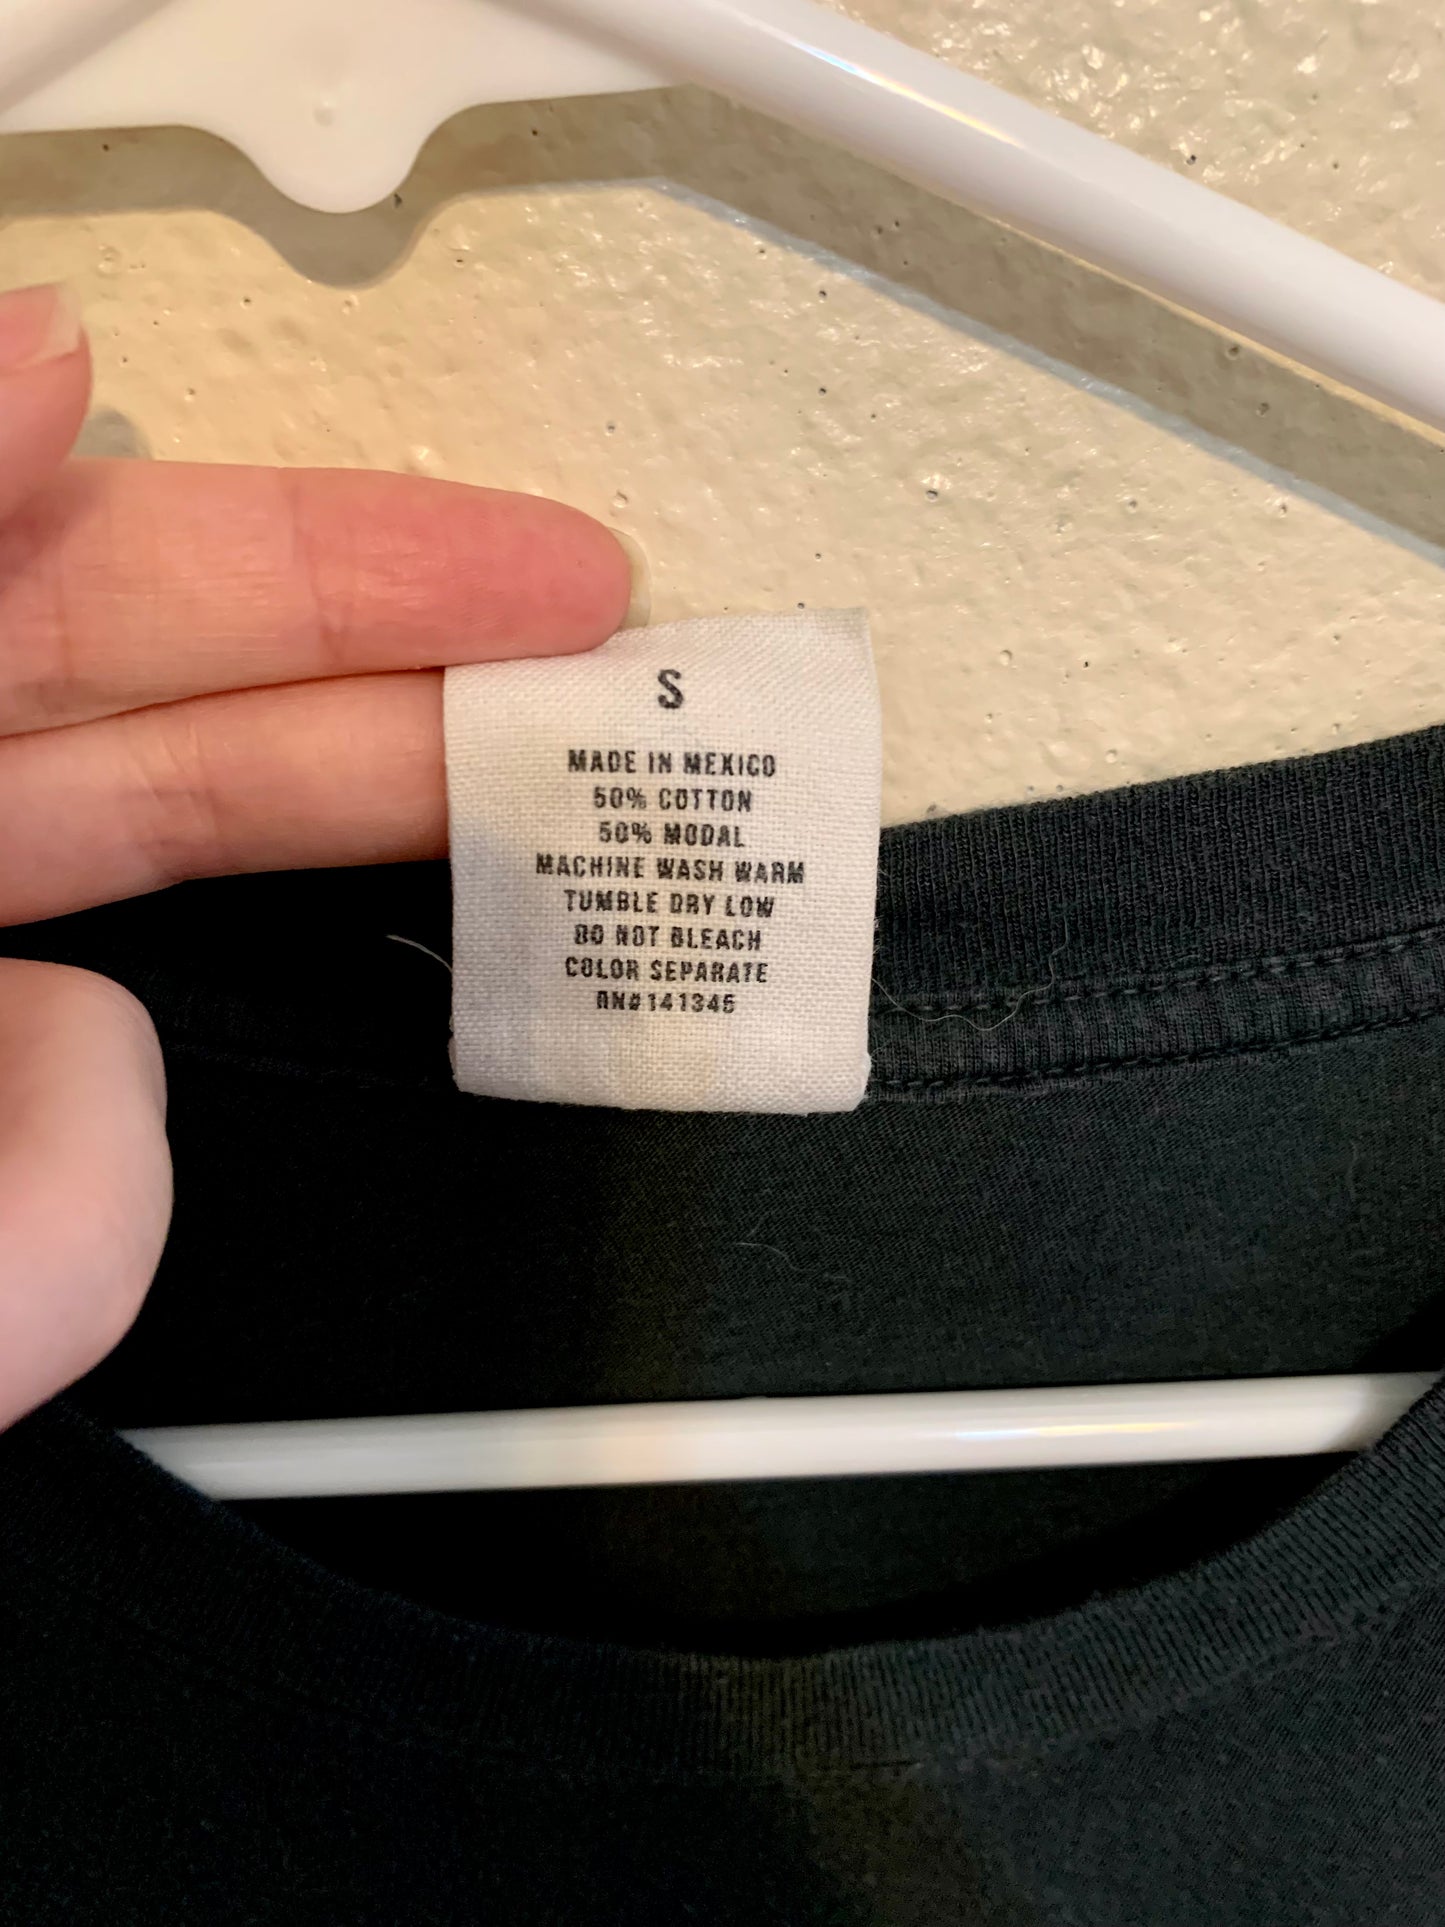 S
MADE IN MEXICO
50% COTTON
50% MODAL
MACHINE WASH WARM
TUMBLE DRY LOW
DO NOT BLEACH
COLOR SEPARATE
RN#141345